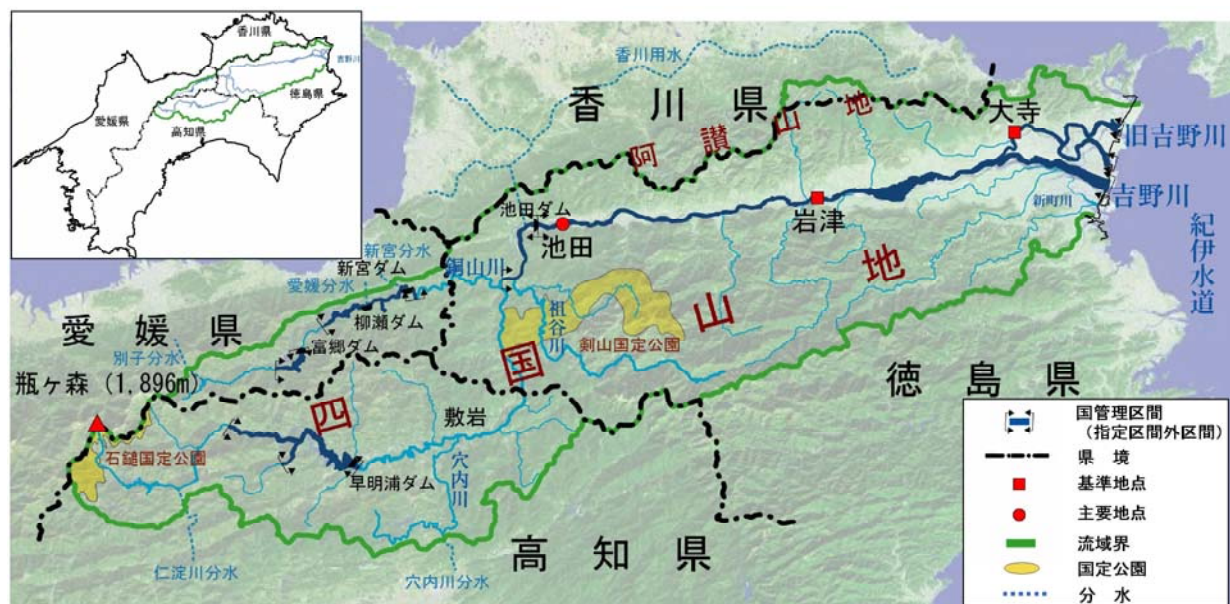 香川県
吉野川
徳島県
愛媛県
高知県
香川用水
香川県
阿讃山地
大寺
旧吉野川
吉野川
新町川
紀伊水道
岩津
池田ダム
池田
新宮分水
新宮ダム
銅山川
愛媛分水
柳瀬ダム
富郷ダム
別子分水
愛媛県
瓶ヶ森 (1,896m)
石鎚国定公園
祖谷川
剣山国定公園
四国山地
敷岩
穴内川
早明浦ダム
徳島県
高知県
仁淀川分水
穴内川分水
国管理区間
(指定区間外区間)
県 境
基準地点
主要地点
流域界
国定公園
分 水